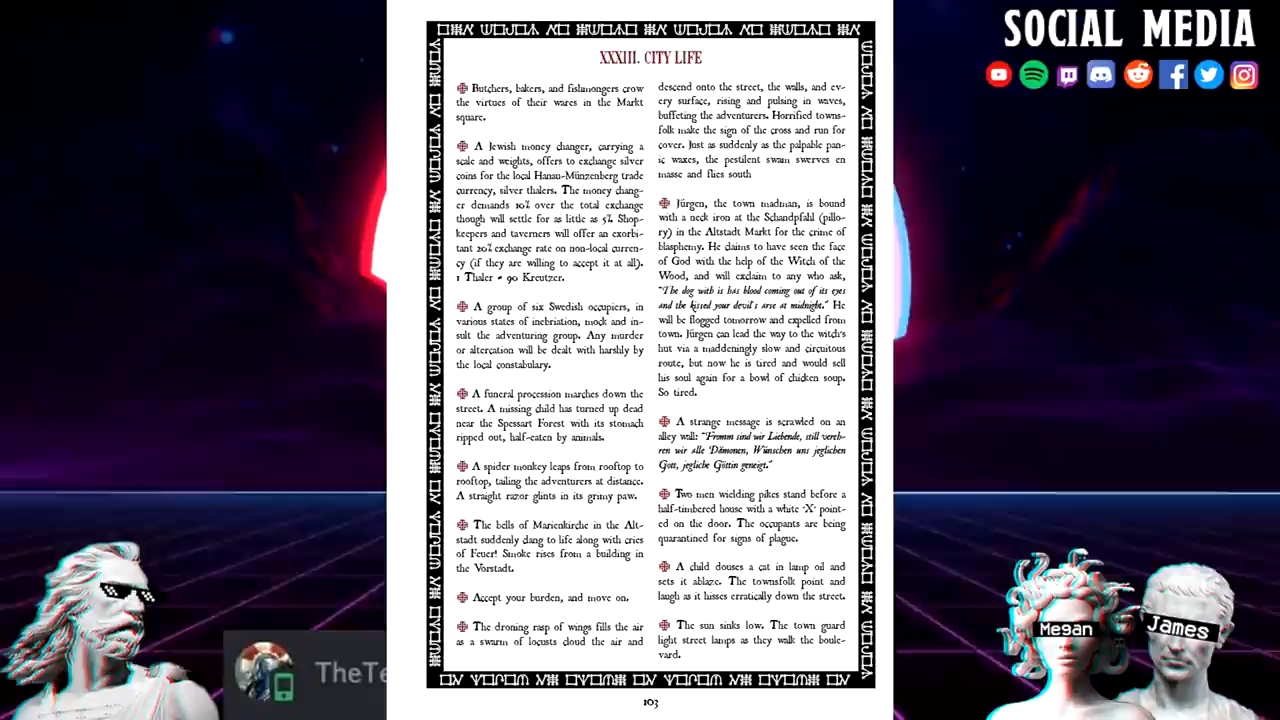 SOCIAL MEDIA
XXXIII. CITY LIFE
Butchers, bakers, and fishmongers crow
the virtues of their wares in the Markt
square.
A Jewish money changer, carrying a
scale and weights, offers to exchange silver
coins for the local Hanau-Münzenberg trade
currency, silver thalers. The money chang-
er demands 10% over the total exchange
though will settle for as little as 5%. Shop-
keepers and taverners will offer an exorbi-
tant 20% exchange rate on non-local curren-
cy (if they are willing to accept it at all).
1 Thaler = 90 Kreutzer.
A group of six Swedish occupiers, in
various states of inebriation, mock and in-
sult the adventuring group. Any murder
or altercation will be dealt with harshly by
the local constabulary.
A funeral procession marches down the
street. A missing child has turned up dead
near the Spessart Forest with its stomach
ripped out, half-eaten by animals.
A spider monkey leaps from rooftop to
rooftop, tailing the adventurers at distance.
A straight razor glints in its grimy paw.
The bells of Marienkirche in the Alt-
stadt suddenly clang to life along with cries
of Feuer! Smoke rises from a building in
the Vorstadt.
Accept your burden, and move on.
The droning rasp of wings fills the air
as a swarm of locusts cloud the air and
descend onto the street, the walls, and ev-
ery surface, rising and pulsing in waves,
buffeting the adventurers. Horrified towns-
folk make the sign of the cross and run for
cover. Just as suddenly as the palpable pan-
ic waxes, the pestilent swam swerves en
masse and flies south
Jürgen, the town madman, is bound
with a neck iron at the Schandpfahl (pillo-
ry) in the Altstadt Markt for the crime of
blasphemy. He claims to have seen the face
of God with the help of the Witch of the
Wood, and will exclaim to any who ask,
"The dog with is has blood coming out of its eyes
and the kissed your devil's arse at midnight." He
will be flogged tomorrow and expelled from
town. Jürgen can lead the way to the witch's
hut via a maddeningly slow and circuitous
route, but now he is tired and would sell
his soul again for a bowl of chicken soup.
So tired.
A strange message is scrawled on an
alley wall: "Fromm sind wir Liebende, still vereh-
ren wir alle Dämonen, Wünschen uns jeglichen
Gott, jegliche Göttin geneigt."
Two men wielding pikes stand before a
half-timbered house with a white 'X' point-
ed on the door. The occupants are being
quarantined for signs of plague.
A child douses a cat in lamp oil and
sets it ablaze. The townsfolk point and
laugh as it hisses erratically down the street.
The sun sinks low. The town guard
light street lamps as they walk the boule-
vard.
103
TheTe
Megan
James